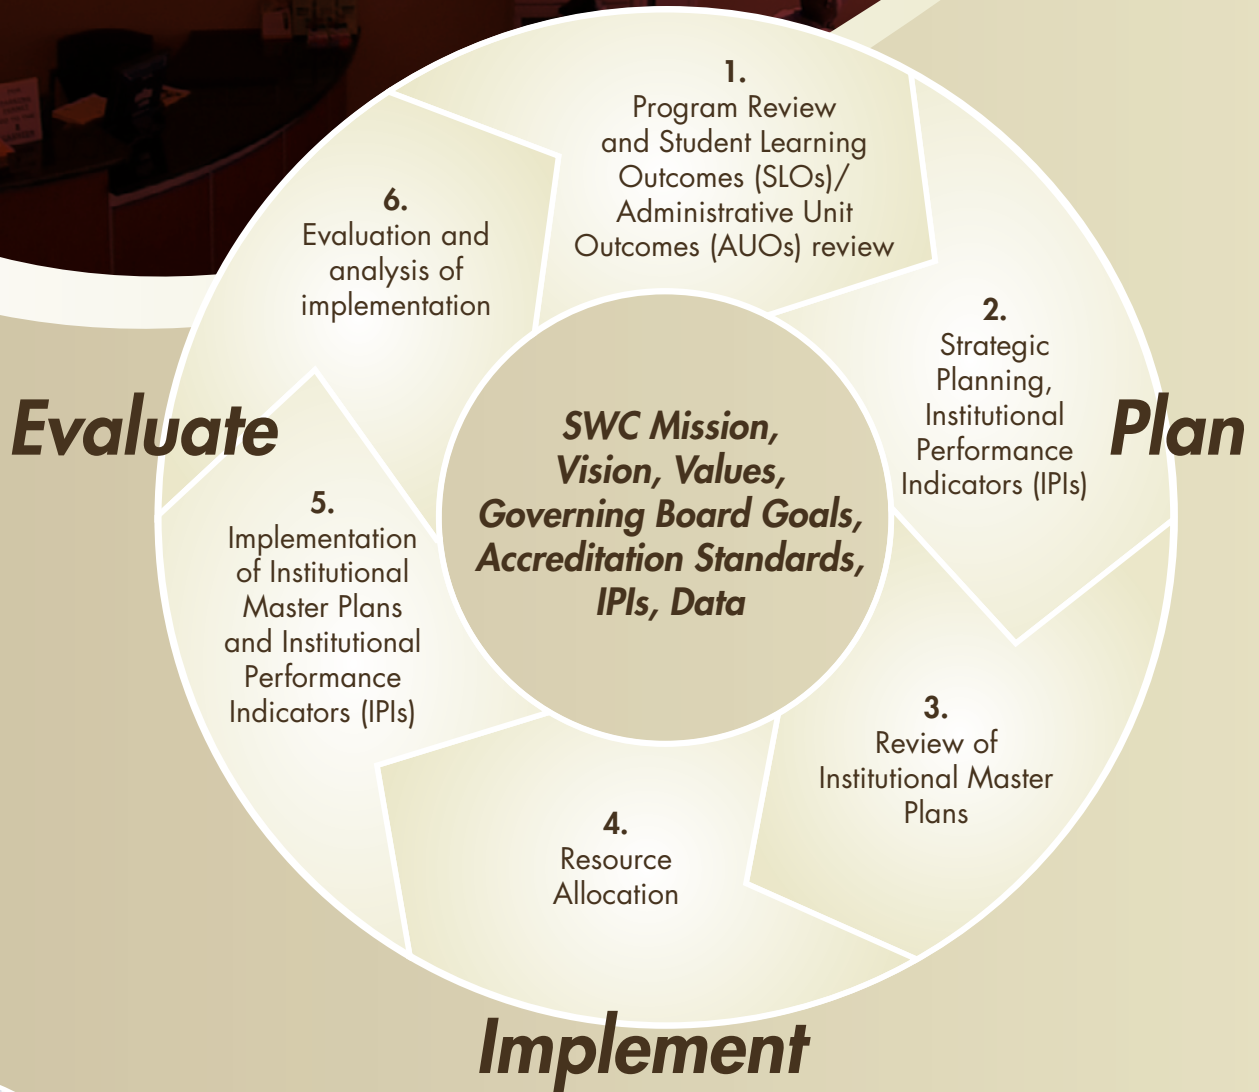 1.
Program Review
and Student Learning
Outcomes (SLOs)/
Administrative Unit
Outcomes (AUOs) review
2.
Strategic
Planning,
Institutional
Performance
Indicators (IPIs)
Plan
3.
Review of
Institutional Master
Plans
4.
Resource
Allocation
Implement
5.
Implementation
of Institutional
Master Plans
and Institutional
Performance
Indicators (IPIs)
Evaluate
6.
Evaluation and
analysis of
implementation
SWC Mission,
Vision, Values,
Governing Board Goals,
Accreditation Standards,
IPIs, Data